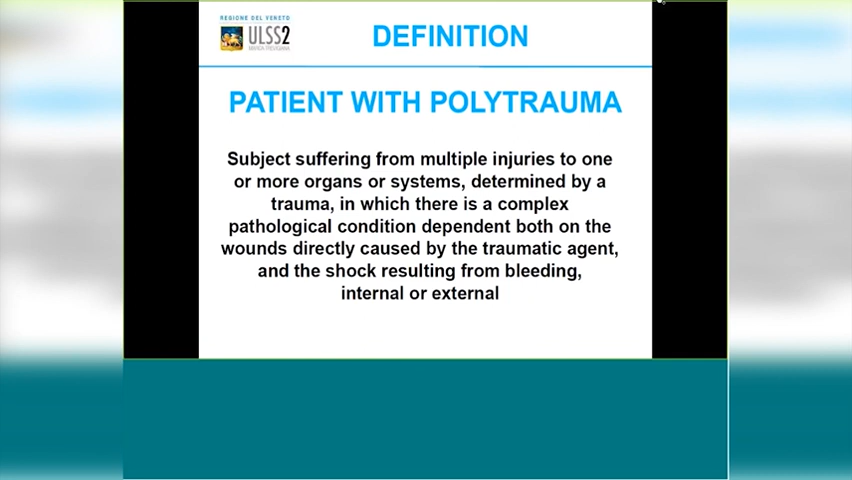 REGIONE DEL VENETO
ULSS2
MARCA TREVIGIANA
DEFINITION
PATIENT WITH POLYTRAUMA
Subject suffering from multiple injuries to one
or more organs or systems, determined by a
trauma, in which there is a complex
pathological condition dependent both on the
wounds directly caused by the traumatic agent,
and the shock resulting from bleeding,
internal or external